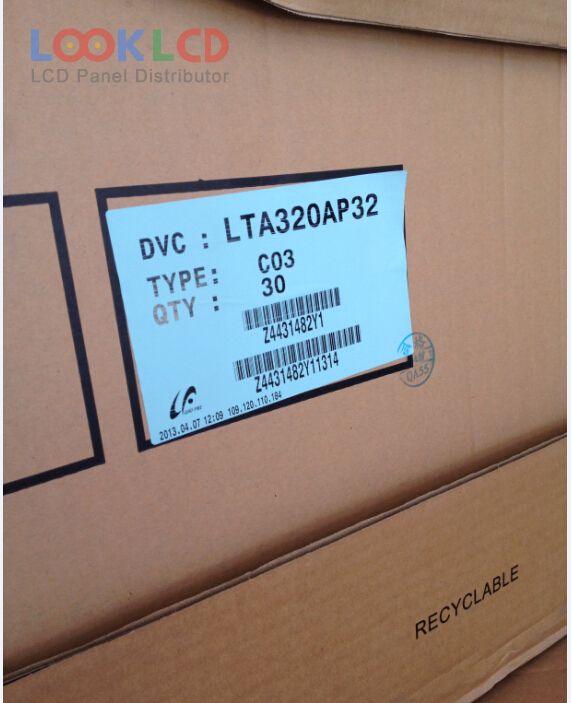 LOOKLCD
LCD Panel Distributor
DVC : LTA320AP32
TYPE: C03
QTY : 30
Z4431482Y1
Z4431482Y11314
2013.04.07 12:09 109.120.110.184
QA55
RECYCLABLE